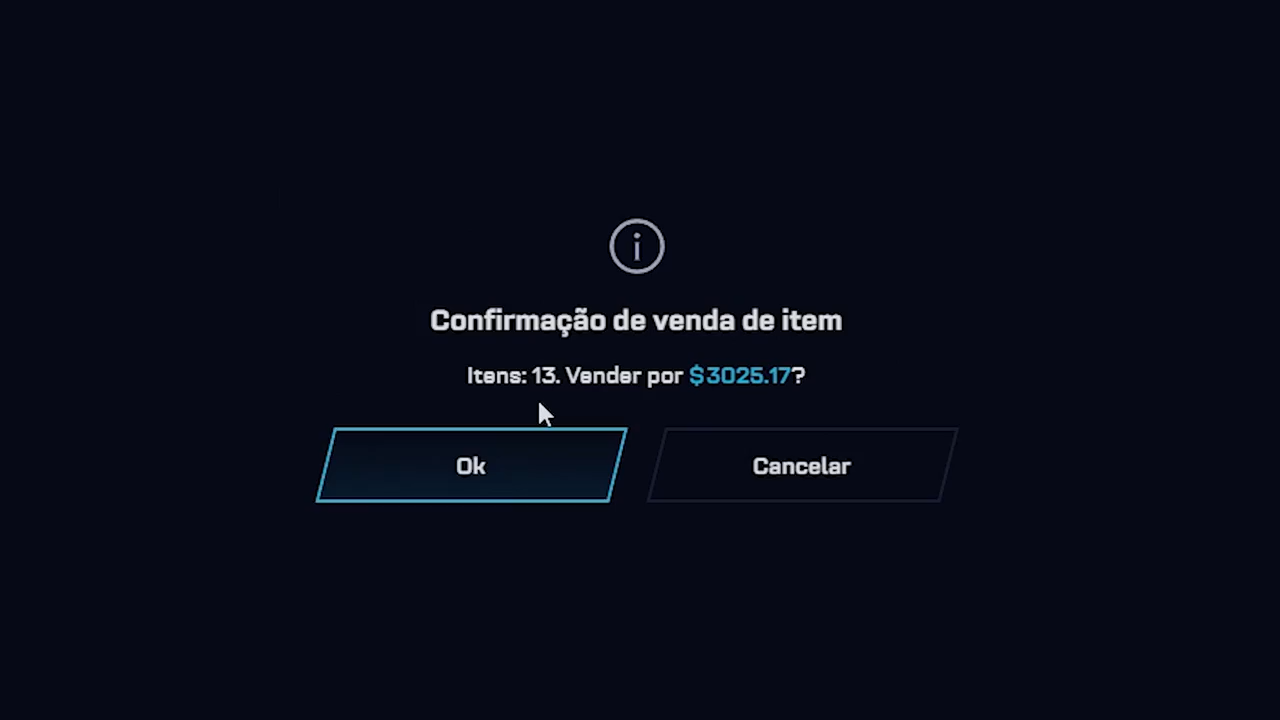 Confirmação de venda de item
Itens: 13. Vender por $3025.17?
Ok
Cancelar